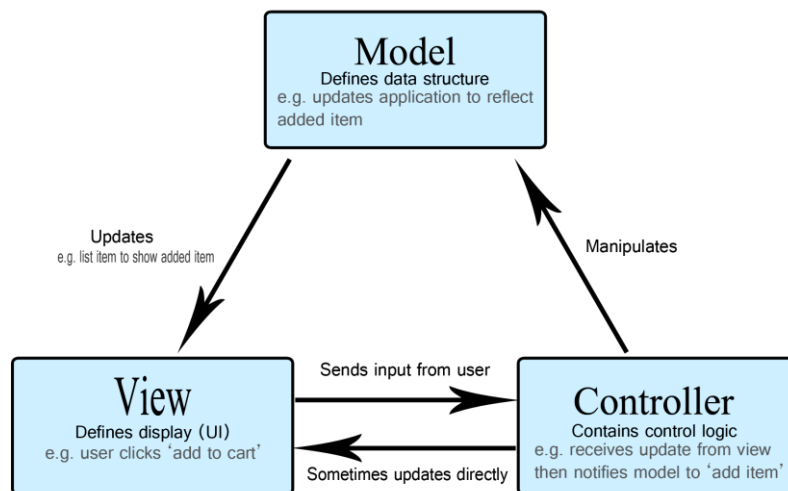 Model
Defines data structure
e.g. updates application to reflect
added item
Updates
e.g. list item to show added item
Manipulates
View
Defines display (UI)
e.g. user clicks ‘add to cart’
Sends input from user
Sometimes updates directly
Controller
Contains control logic
e.g. receives update from view
then notifies model to ‘add item’